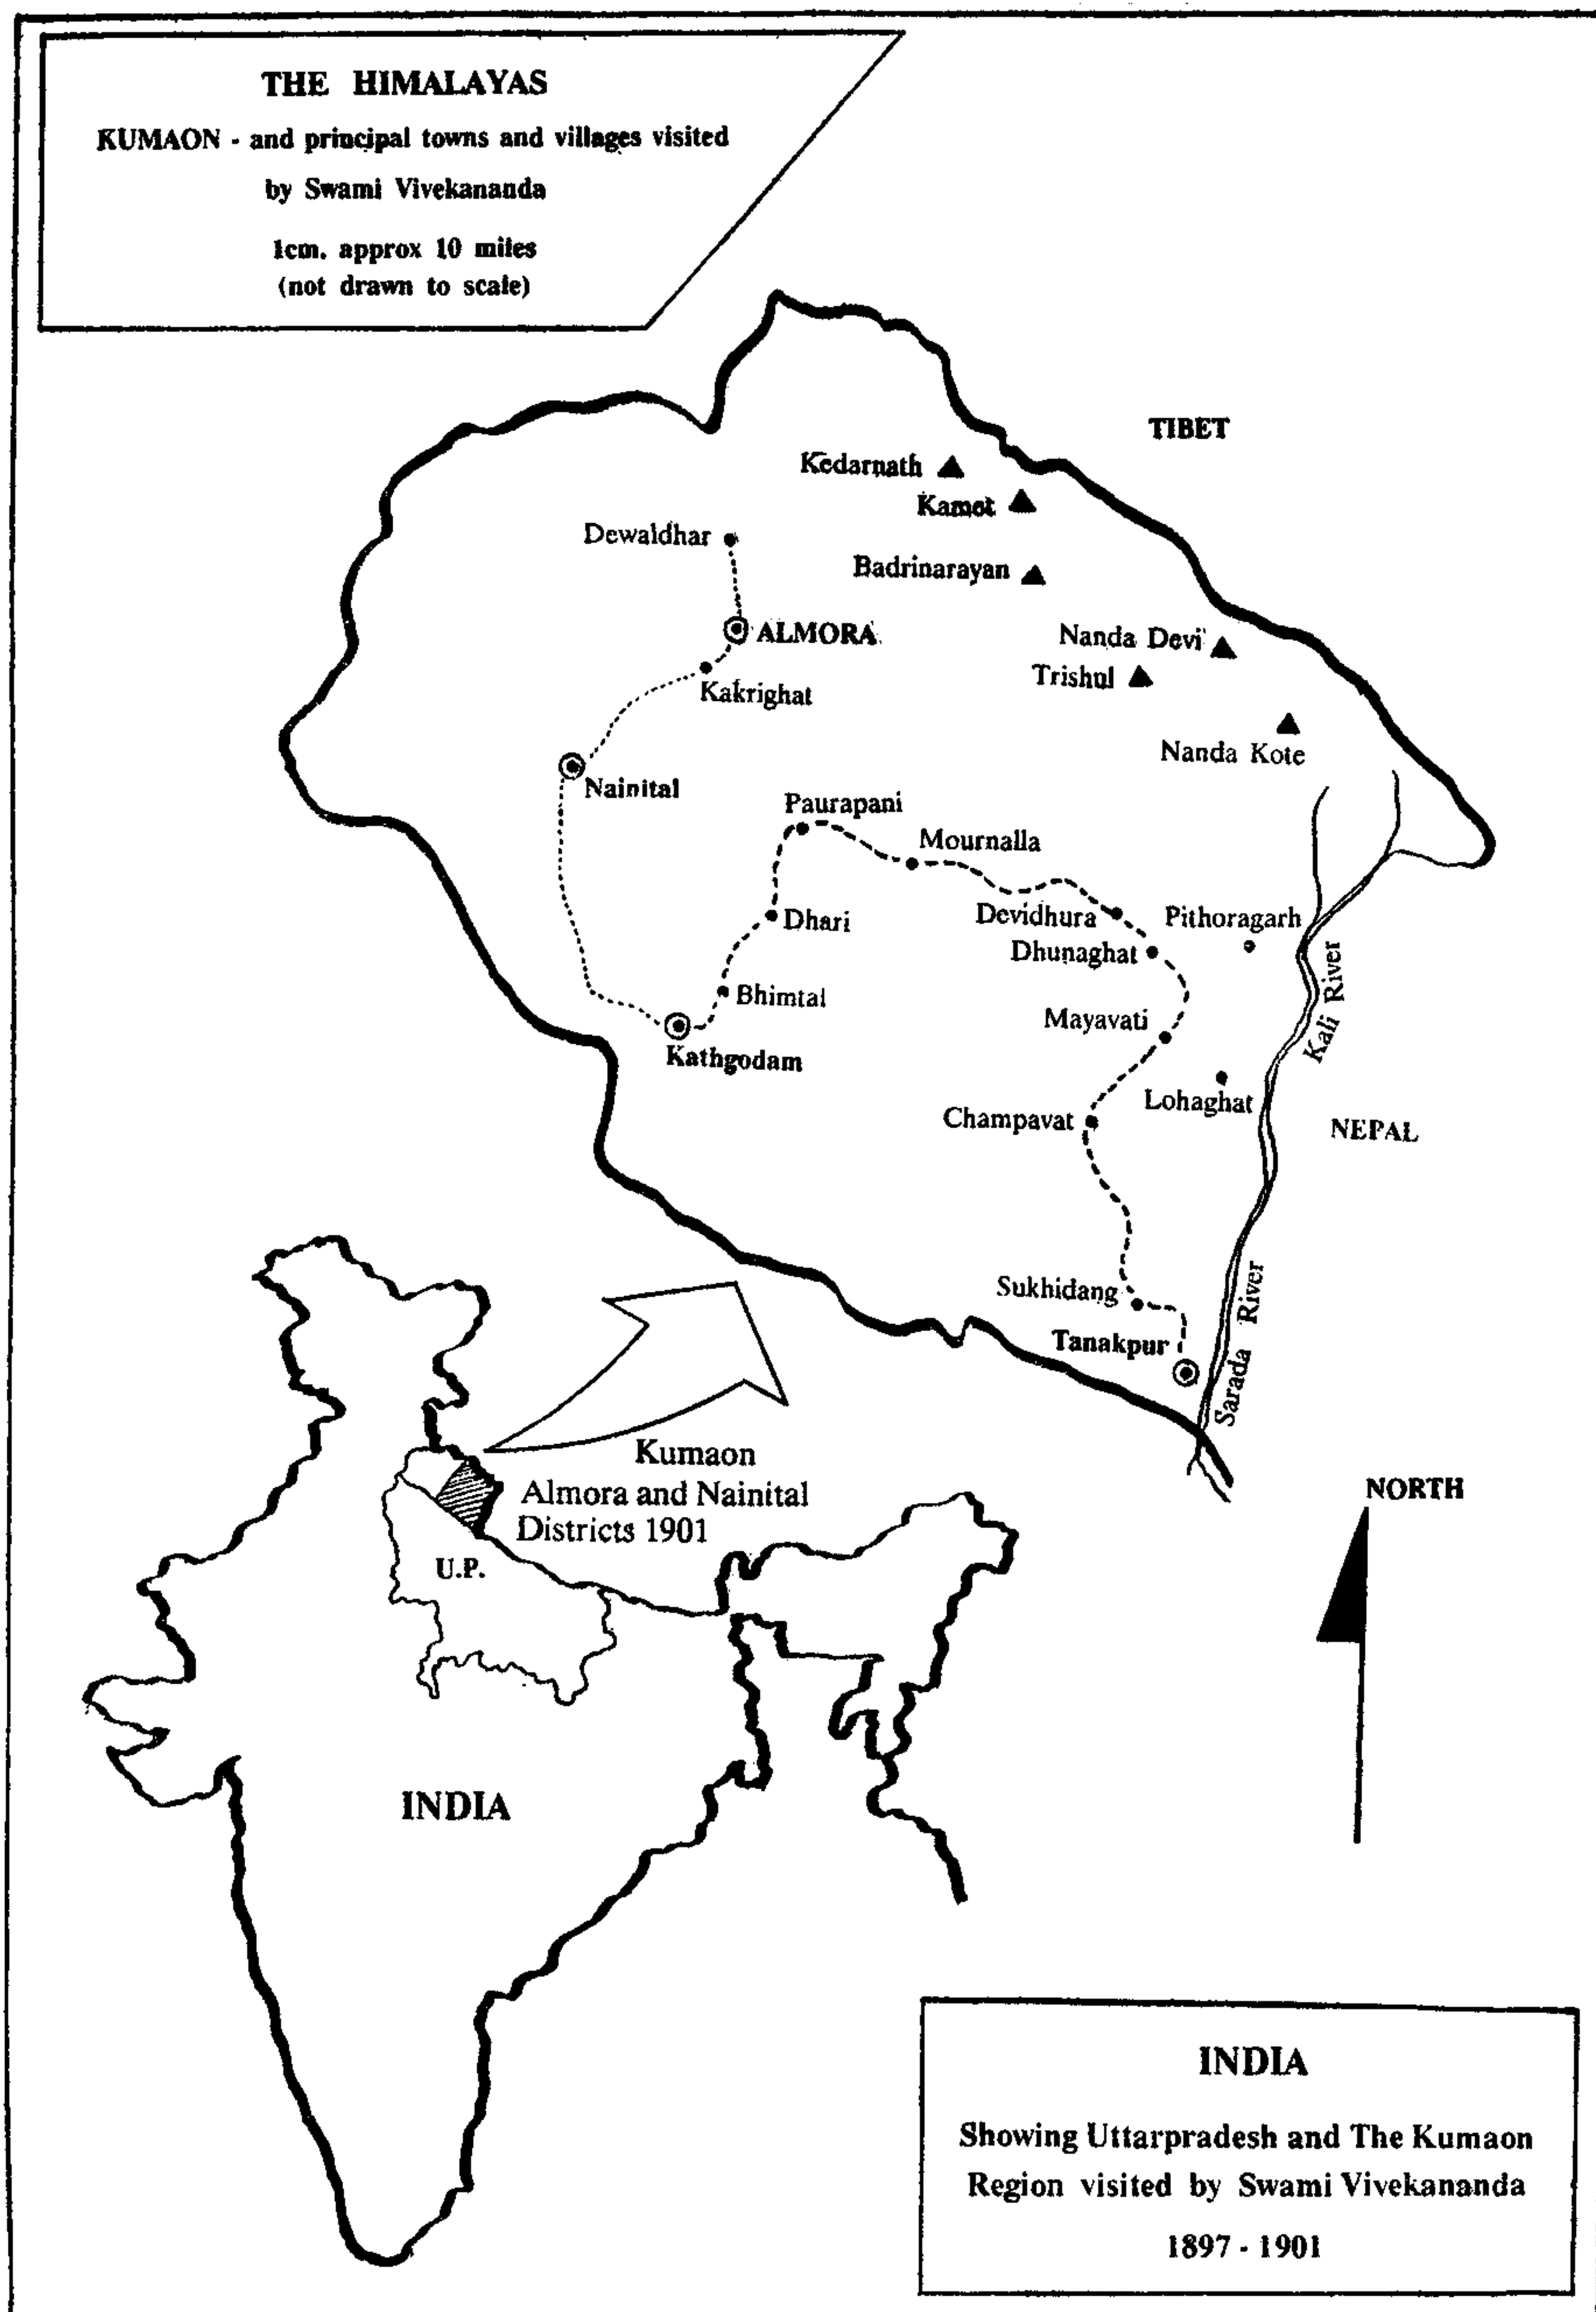 THE HIMALAYAS
KUMAON - and principal towns and villages visited
by Swami Vivekananda
1cm. approx 10 miles
(not drawn to scale)
TIBET
Kedarnath
Kamet
Dewaldhar
Badrinarayan
ALMORA
Nanda Devi
Trishul
Kakrighat
Nanda Kote
Nainital
Paurapani
Mournalla
Devidhura
Pithoragarh
Dhari
Dhunaghat
Bhimtal
Mayavati
Kali River
Kathgodam
Lohaghat
Champavat
NEPAL
Sukhidang
Tanakpur
Sarada River
Kumaon
Almora and Nainital
Districts 1901
NORTH
U.P.
INDIA
INDIA
Showing Uttarpradesh and The Kumaon
Region visited by Swami Vivekananda
1897 - 1901